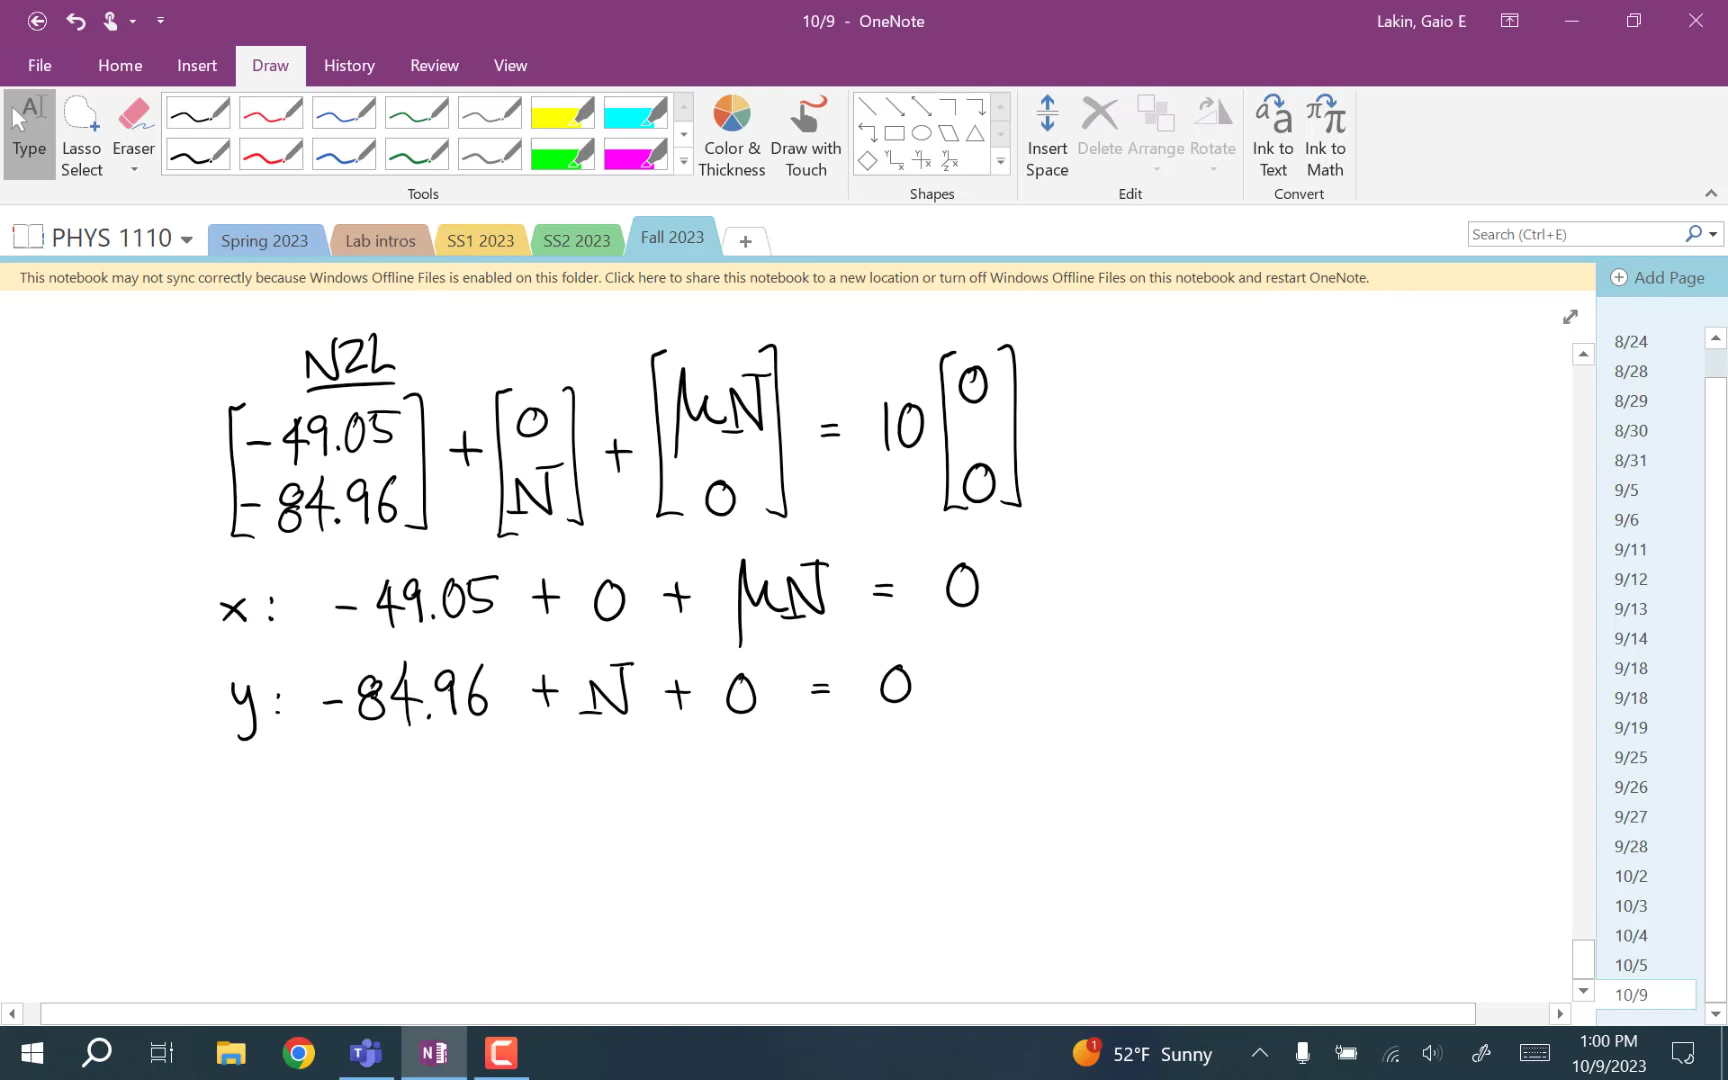 10/9 - OneNote
Lakin, Gaio E
File Home Insert Draw History Review View
Type
Lasso Select
Eraser
Color & Thickness
Draw with Touch
Insert Space
Delete
Arrange
Rotate
Ink to Text
Ink to Math
Tools
Shapes
Edit
Convert
PHYS 1110
Spring 2023
Lab intros
SS1 2023
SS2 2023
Fall 2023
Search (Ctrl+E)
This notebook may not sync correctly because Windows Offline Files is enabled on this folder. Click here to share this notebook to a new location or turn off Windows Offline Files on this notebook and restart OneNote.
Add Page
N2L
[-49.05 -84.96] + [0 N] + [μN 0] = 10 [0 0]
x: -49.05 + 0 + μN = 0
y: -84.96 + N + 0 = 0
8/24
8/28
8/29
8/30
8/31
9/5
9/6
9/11
9/12
9/13
9/14
9/18
9/18
9/19
9/25
9/26
9/27
9/28
10/2
10/3
10/4
10/5
10/9
1
52°F Sunny
1:00 PM
10/9/2023